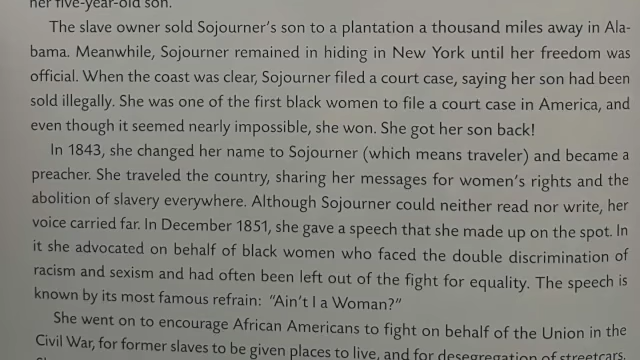 her five-year-old son.
The slave owner sold Sojourner's son to a plantation a thousand miles away in Ala-
bama. Meanwhile, Sojourner remained in hiding in New York until her freedom was
official. When the coast was clear, Sojourner filed a court case, saying her son had been
sold illegally. She was one of the first black women to file a court case in America, and
even though it seemed nearly impossible, she won. She got her son back!
In 1843, she changed her name to Sojourner (which means traveler) and became a
preacher. She traveled the country, sharing her messages for women's rights and the
abolition of slavery everywhere. Although Sojourner could neither read nor write, her
voice carried far. In December 1851, she gave a speech that she made up on the spot. In
it she advocated on behalf of black women who faced the double discrimination of
racism and sexism and had often been left out of the fight for equality. The speech is
known by its most famous refrain: "Ain't I a Woman?"
She went on to encourage African Americans to fight on behalf of the Union in the
Civil War, for former slaves to be given places to live, and for desegregation of streetcars.